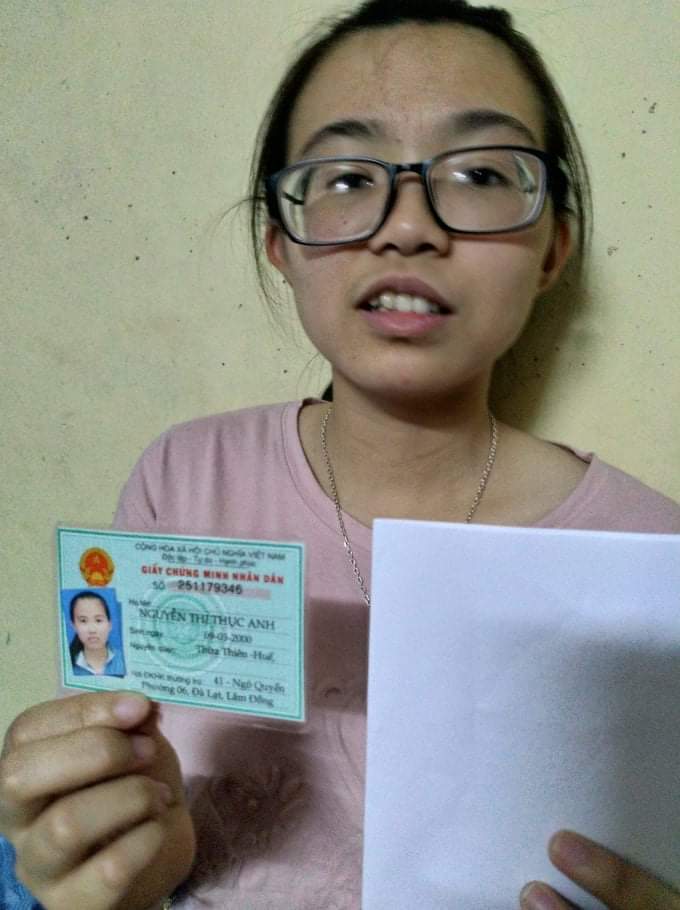 CỘNG HÒA XÃ HỘI CHỦ NGHĨA VIỆT NAM
Độc lập - Tự do - Hạnh phúc
GIẤY CHỨNG MINH NHÂN DÂN
SỐ 251179346
Họ tên
NGUYỄN THỊ THỤC ANH
Sinh ngày 09-03-2000
Nguyên quán: Thừa Thiên -Huế
Nơi ĐKHK thường trú 41 - Ngô Quyền
Phường 06, Đà Lạt, Lâm Đồng